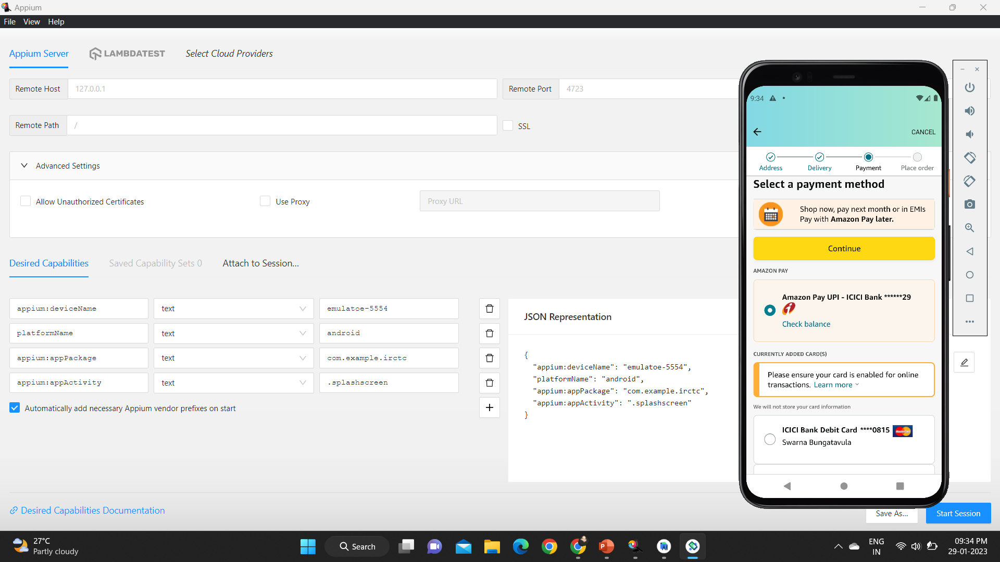 Appium
File View Help
Appium Server LAMBDATEST Select Cloud Providers
Remote Host 127.0.0.1 Remote Port 4723
Remote Path / SSL
Advanced Settings
Allow Unauthorized Certificates Use Proxy Proxy URL
Desired Capabilities Saved Capability Sets 0 Attach to Session...
appium:deviceName text emulatoe-5554
platformName text android
appium:appPackage text com.example.irctc
appium:appActivity text .splashscreen
Automatically add necessary Appium vendor prefixes on start
JSON Representation
{
"appium:deviceName": "emulatoe-5554",
"platformName": "android",
"appium:appPackage": "com.example.irctc",
"appium:appActivity": ".splashscreen"
}
Desired Capabilities Documentation
Save As... Start Session
9:34
CANCEL
Address Delivery Payment Place order
Select a payment method
Shop now, pay next month or in EMIs
Pay with Amazon Pay later.
Continue
AMAZON PAY
Amazon Pay UPI - ICICI Bank ******29
Check balance
CURRENTLY ADDED CARD(S)
Please ensure your card is enabled for online
transactions. Learn more
We will not store your card information
ICICI Bank Debit Card ****0815 MasterCard
Swarna Bungatavula
27°C
Partly cloudy
Search
ENG
IN
09:34 PM
29-01-2023